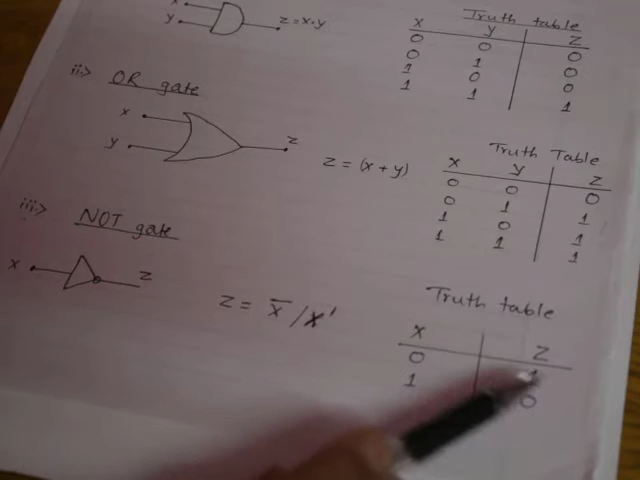 x
y
z = x·y
Truth table
x y z
0 0 0
0 1 0
1 0 0
1 1 1
ii:) OR gate
x
y
z
z = (x + y)
Truth Table
x y z
0 0 0
0 1 1
1 0 1
1 1 1
iii:) NOT gate
x
z
z = x̅ / x'
Truth table
x z
0 1
1 0